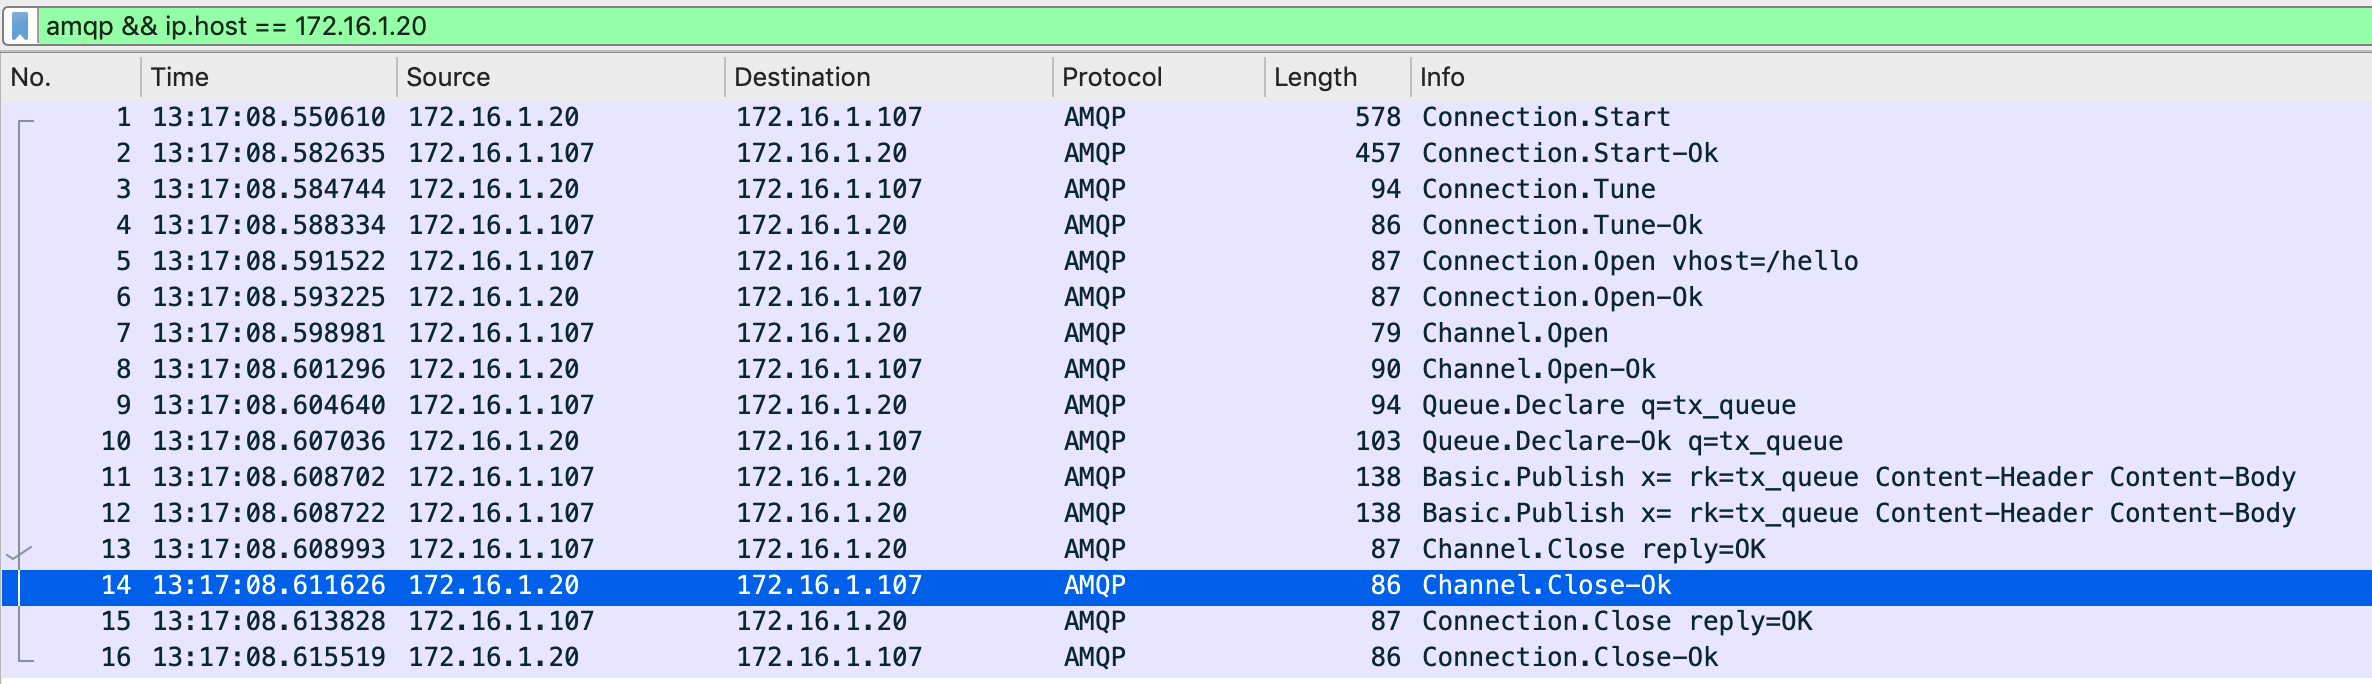 amqp && ip.host == 172.16.1.20
No. Time Source Destination Protocol Length Info
1 13:17:08.550610 172.16.1.20 172.16.1.107 AMQP 578 Connection.Start
2 13:17:08.582635 172.16.1.107 172.16.1.20 AMQP 457 Connection.Start-Ok
3 13:17:08.584744 172.16.1.20 172.16.1.107 AMQP 94 Connection.Tune
4 13:17:08.588334 172.16.1.107 172.16.1.20 AMQP 86 Connection.Tune-Ok
5 13:17:08.591522 172.16.1.107 172.16.1.20 AMQP 87 Connection.Open vhost=/hello
6 13:17:08.593225 172.16.1.20 172.16.1.107 AMQP 87 Connection.Open-Ok
7 13:17:08.598981 172.16.1.107 172.16.1.20 AMQP 79 Channel.Open
8 13:17:08.601296 172.16.1.20 172.16.1.107 AMQP 90 Channel.Open-Ok
9 13:17:08.604640 172.16.1.107 172.16.1.20 AMQP 94 Queue.Declare q=tx_queue
10 13:17:08.607036 172.16.1.20 172.16.1.107 AMQP 103 Queue.Declare-Ok q=tx_queue
11 13:17:08.608702 172.16.1.107 172.16.1.20 AMQP 138 Basic.Publish x= rk=tx_queue Content-Header Content-Body
12 13:17:08.608722 172.16.1.107 172.16.1.20 AMQP 138 Basic.Publish x= rk=tx_queue Content-Header Content-Body
13 13:17:08.608993 172.16.1.107 172.16.1.20 AMQP 87 Channel.Close reply=OK
14 13:17:08.611626 172.16.1.20 172.16.1.107 AMQP 86 Channel.Close-Ok
15 13:17:08.613828 172.16.1.107 172.16.1.20 AMQP 87 Connection.Close reply=OK
16 13:17:08.615519 172.16.1.20 172.16.1.107 AMQP 86 Connection.Close-Ok